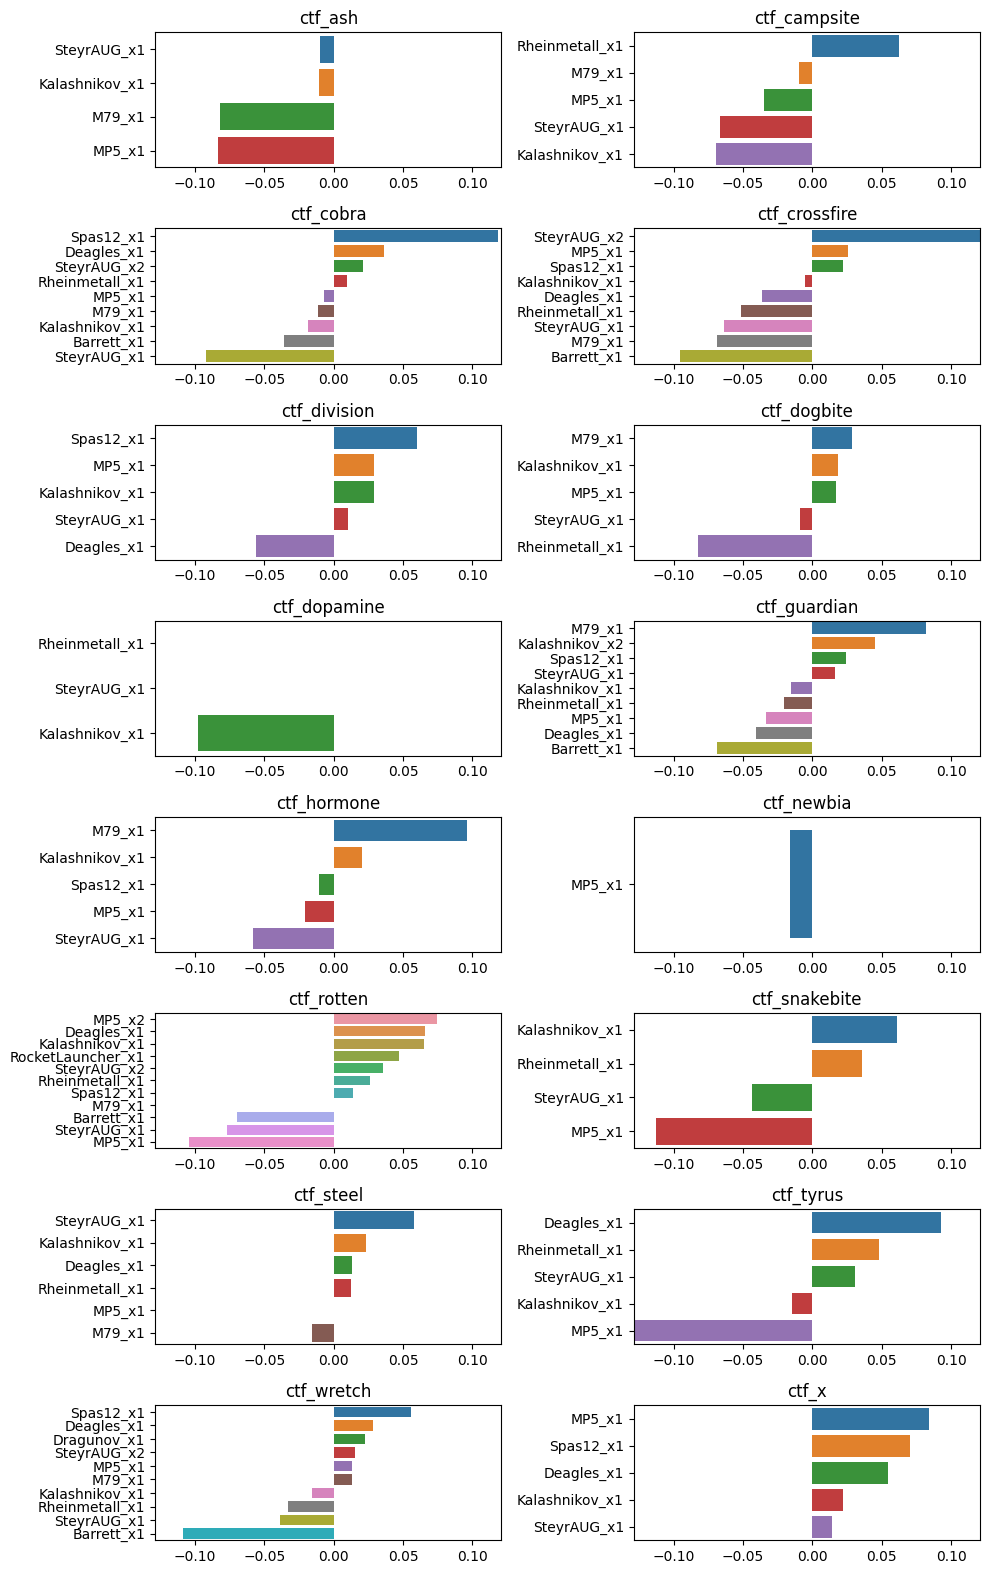 ctf_ash
SteyrAUG_x1
Kalashnikov_x1
M79_x1
MP5_x1
−0.10 −0.05 0.00 0.05 0.10
ctf_campsite
Rheinmetall_x1
M79_x1
MP5_x1
SteyrAUG_x1
Kalashnikov_x1
−0.10 −0.05 0.00 0.05 0.10
ctf_cobra
Spas12_x1
Deagles_x1
SteyrAUG_x2
Rheinmetall_x1
MP5_x1
M79_x1
Kalashnikov_x1
Barrett_x1
SteyrAUG_x1
−0.10 −0.05 0.00 0.05 0.10
ctf_crossfire
SteyrAUG_x2
MP5_x1
Spas12_x1
Kalashnikov_x1
Deagles_x1
Rheinmetall_x1
SteyrAUG_x1
M79_x1
Barrett_x1
−0.10 −0.05 0.00 0.05 0.10
ctf_division
Spas12_x1
MP5_x1
Kalashnikov_x1
SteyrAUG_x1
Deagles_x1
−0.10 −0.05 0.00 0.05 0.10
ctf_dogbite
M79_x1
Kalashnikov_x1
MP5_x1
SteyrAUG_x1
Rheinmetall_x1
−0.10 −0.05 0.00 0.05 0.10
ctf_dopamine
Rheinmetall_x1
SteyrAUG_x1
Kalashnikov_x1
−0.10 −0.05 0.00 0.05 0.10
ctf_guardian
M79_x1
Kalashnikov_x2
Spas12_x1
SteyrAUG_x1
Kalashnikov_x1
Rheinmetall_x1
MP5_x1
Deagles_x1
Barrett_x1
−0.10 −0.05 0.00 0.05 0.10
ctf_hormone
M79_x1
Kalashnikov_x1
Spas12_x1
MP5_x1
SteyrAUG_x1
−0.10 −0.05 0.00 0.05 0.10
ctf_newbia
MP5_x1
−0.10 −0.05 0.00 0.05 0.10
ctf_rotten
MP5_x2
Deagles_x1
Kalashnikov_x1
RocketLauncher_x1
SteyrAUG_x2
Rheinmetall_x1
Spas12_x1
M79_x1
Barrett_x1
SteyrAUG_x1
MP5_x1
−0.10 −0.05 0.00 0.05 0.10
ctf_snakebite
Kalashnikov_x1
Rheinmetall_x1
SteyrAUG_x1
MP5_x1
−0.10 −0.05 0.00 0.05 0.10
ctf_steel
SteyrAUG_x1
Kalashnikov_x1
Deagles_x1
Rheinmetall_x1
MP5_x1
M79_x1
−0.10 −0.05 0.00 0.05 0.10
ctf_tyrus
Deagles_x1
Rheinmetall_x1
SteyrAUG_x1
Kalashnikov_x1
MP5_x1
−0.10 −0.05 0.00 0.05 0.10
ctf_wretch
Spas12_x1
Deagles_x1
Dragunov_x1
SteyrAUG_x2
MP5_x1
M79_x1
Kalashnikov_x1
Rheinmetall_x1
SteyrAUG_x1
Barrett_x1
−0.10 −0.05 0.00 0.05 0.10
ctf_x
MP5_x1
Spas12_x1
Deagles_x1
Kalashnikov_x1
SteyrAUG_x1
−0.10 −0.05 0.00 0.05 0.10